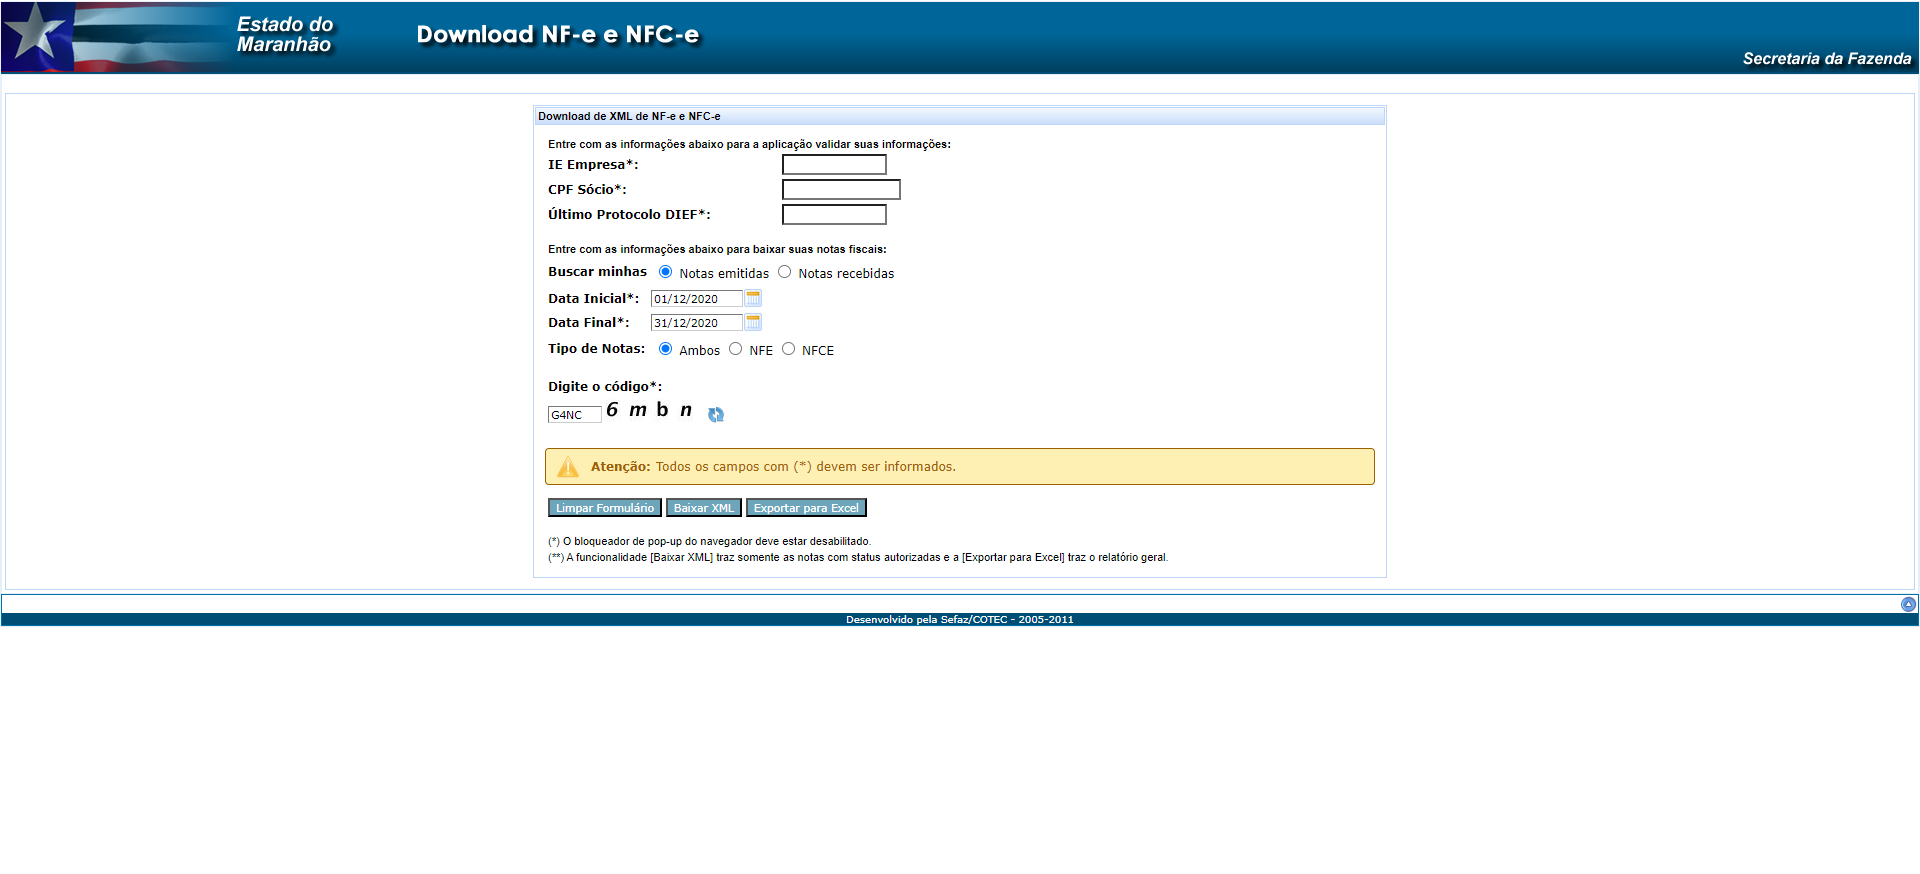 Estado do
Maranhão
Download NF-e e NFC-e
Secretaria da Fazenda
Download de XML de NF-e e NFC-e
Entre com as informações abaixo para a aplicação validar suas informações:
IE Empresa*:
CPF Sócio*:
Último Protocolo DIEF*:
Entre com as informações abaixo para baixar suas notas fiscais:
Buscar minhas Notas emitidas Notas recebidas
Data Inicial*: 01/12/2020
Data Final*: 31/12/2020
Tipo de Notas: Ambos NFE NFCE
Digite o código*:
G4NC 6 m b n
Atenção: Todos os campos com (*) devem ser informados.
Limpar Formulário Baixar XML Exportar para Excel
(*) O bloqueador de pop-up do navegador deve estar desabilitado.
(**) A funcionalidade [Baixar XML] traz somente as notas com status autorizadas e a [Exportar para Excel] traz o relatório geral.
Desenvolvido pela Sefaz/COTEC - 2005-2011